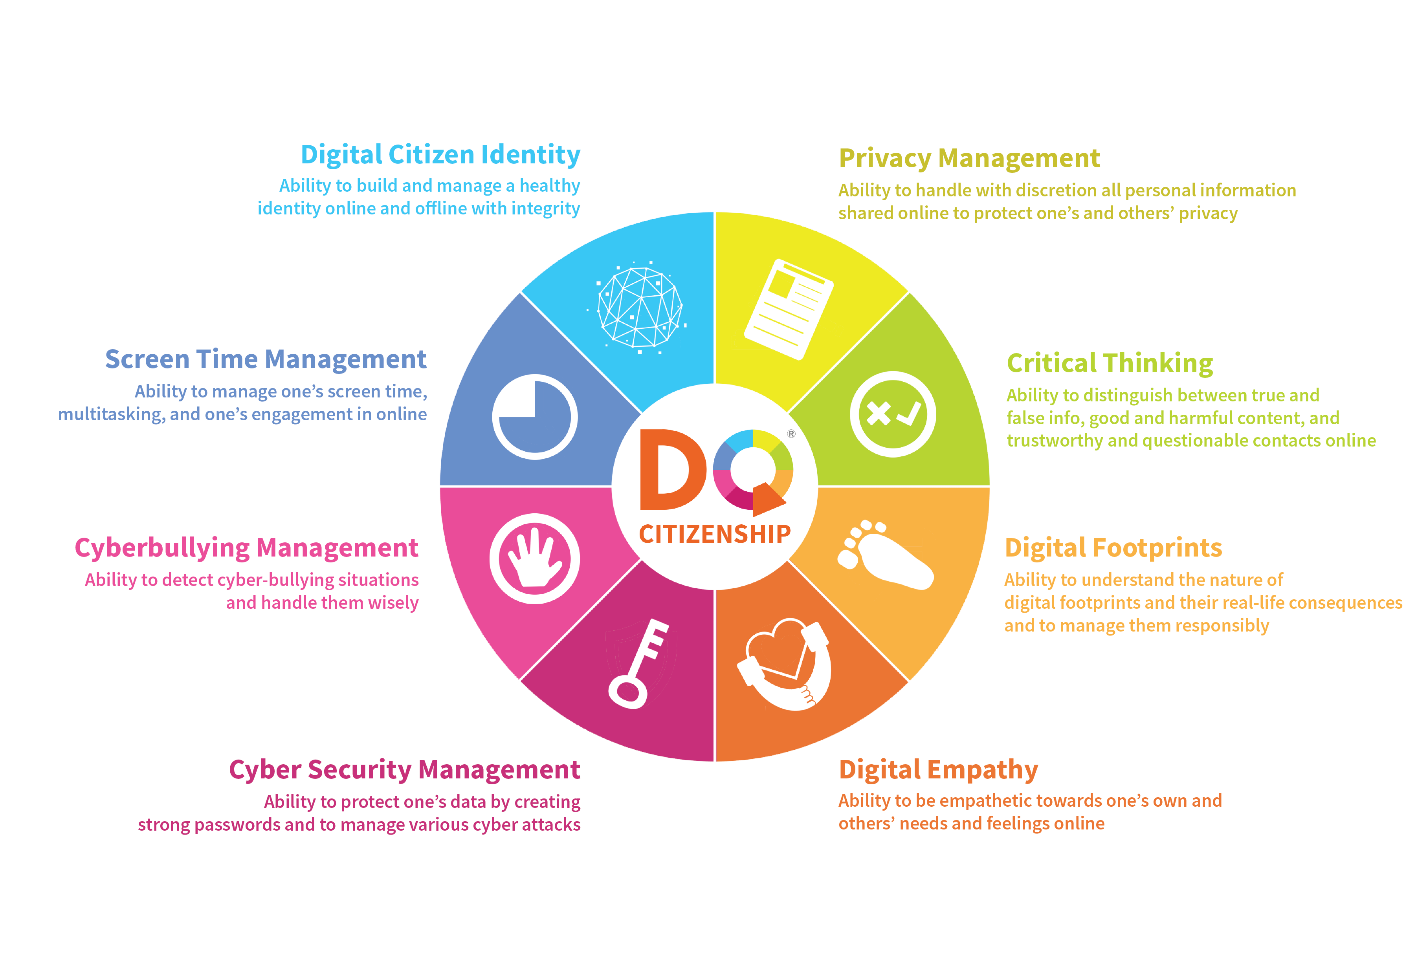 Digital Citizen Identity
Ability to build and manage a healthy
identity online and offline with integrity
Privacy Management
Ability to handle with discretion all personal information
shared online to protect one’s and others’ privacy
Screen Time Management
Ability to manage one’s screen time,
multitasking, and one’s engagement in online
Critical Thinking
Ability to distinguish between true and
false info, good and harmful content, and
trustworthy and questionable contacts online
DQ ®
CITIZENSHIP
Cyberbullying Management
Ability to detect cyber-bullying situations
and handle them wisely
Digital Footprints
Ability to understand the nature of
digital footprints and their real-life consequences
and to manage them responsibly
Cyber Security Management
Ability to protect one’s data by creating
strong passwords and to manage various cyber attacks
Digital Empathy
Ability to be empathetic towards one’s own and
others’ needs and feelings online